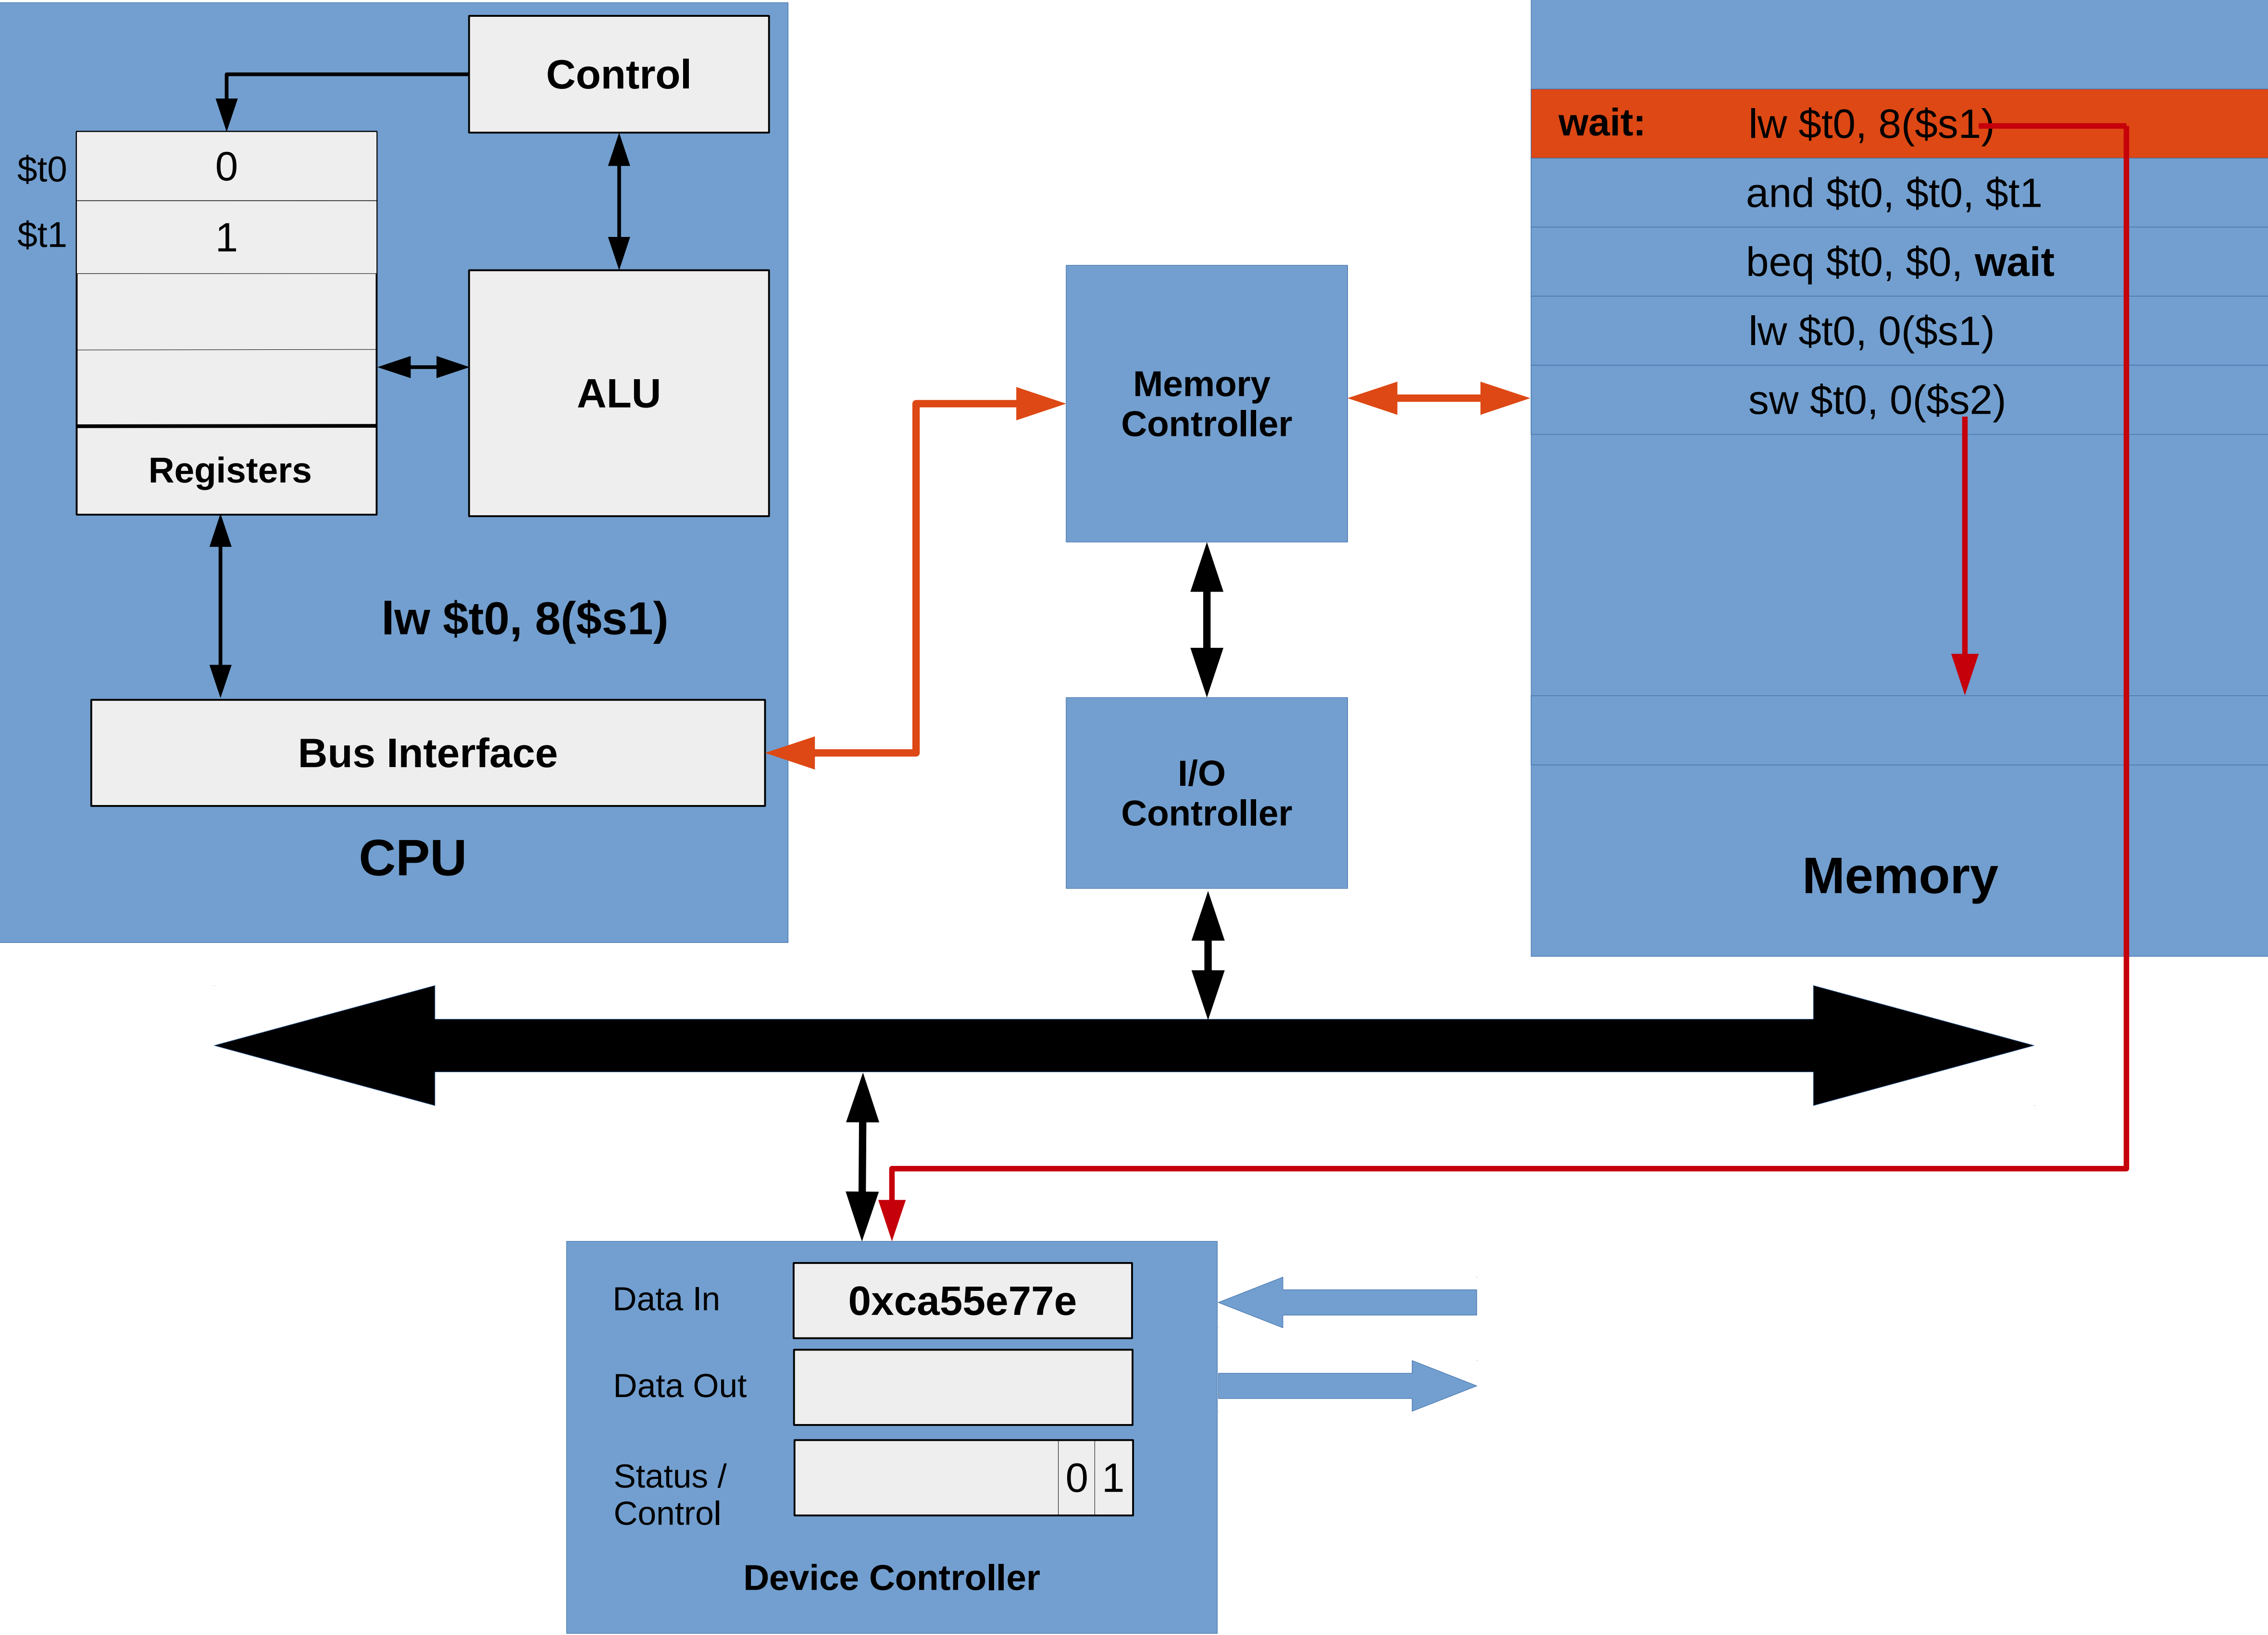 Control
$t0 0
$t1 1
ALU
Registers
lw $t0, 8($s1)
Bus Interface
CPU
Memory
Controller
I/O
Controller
wait: lw $t0, 8($s1)
and $t0, $t0, $t1
beq $t0, $0, wait
lw $t0, 0($s1)
sw $t0, 0($s2)
Memory
Data In 0xca55e77e
Data Out
Status / 0 1
Control
Device Controller